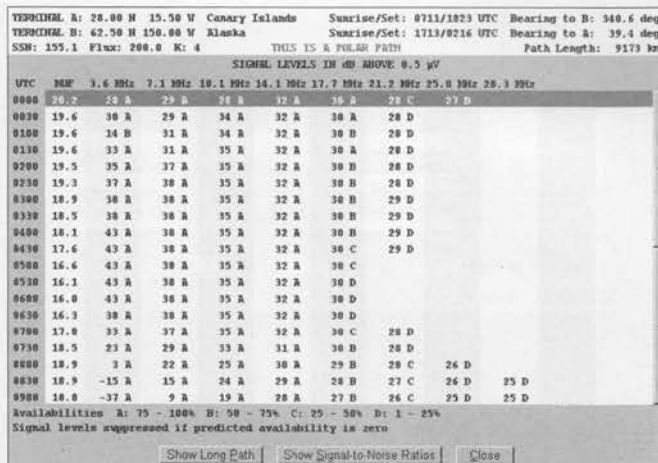 TERMINAL A: 28.00 N 15.50 W Canary Islands Sunrise/Set: 0711/1823 UTC Bearing to B: 340.6 deg
TERMINAL B: 62.50 N 150.00 W Alaska Sunrise/Set: 1713/0216 UTC Bearing to A: 39.4 deg
SSN: 155.1 Flux: 200.0 K: 4 THIS IS A POLAR PATH Path Length: 9173 km
SIGNAL LEVELS IN dB ABOVE 0.5 µV
UTC MUF 3.6 MHz 7.1 MHz 10.1 MHz 14.1 MHz 17.7 MHz 21.2 MHz 25.0 MHz 28.3 MHz
0000 20.2 28 A 29 A 28 A 32 A 30 A 28 C 27 D
0030 19.6 30 A 29 A 34 A 32 A 30 A 28 D
0100 19.6 14 B 31 A 34 A 32 A 30 B 28 D
0130 19.6 33 A 31 A 35 A 32 A 30 A 28 D
0200 19.5 35 A 37 A 35 A 32 A 30 B 28 D
0230 19.3 37 A 38 A 35 A 32 A 30 B 28 D
0300 18.9 38 A 38 A 35 A 32 A 30 B 29 D
0330 18.5 38 A 38 A 35 A 32 A 30 B 29 D
0400 18.1 43 A 38 A 35 A 32 A 30 B 29 D
0430 17.6 43 A 38 A 35 A 32 A 30 C 29 D
0500 16.6 43 A 38 A 35 A 32 A 30 C
0530 16.1 43 A 38 A 35 A 32 A 30 D
0600 16.0 43 A 38 A 35 A 32 A 30 D
0630 16.3 38 A 38 A 35 A 32 A 30 D
0700 17.0 33 A 37 A 35 A 32 A 30 C 28 D
0730 18.5 23 A 29 A 33 A 31 A 30 B 28 D
0800 18.9 3 A 22 A 25 A 30 A 29 B 28 C 26 D
0830 18.9 -15 A 15 A 24 A 29 A 28 B 27 C 26 D 25 D
0900 18.8 -37 A 9 A 19 A 28 A 27 B 26 C 25 D 25 D
Availabilities A: 75 - 100% B: 50 - 75% C: 25 - 50% D: 1 - 25%
Signal levels suppressed if predicted availability is zero
Show Long Path Show Signal-to-Noise Ratios Close